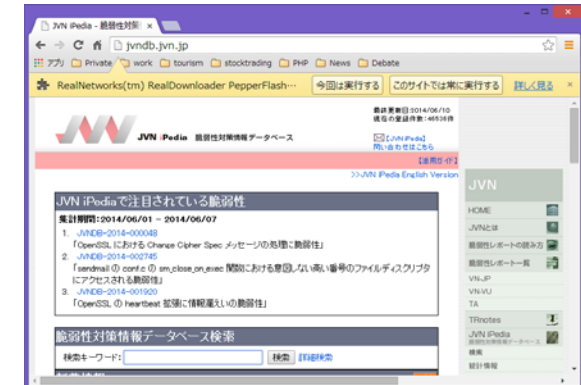 JVN iPedia - 脆弱性対策
jvndb.jvn.jp
アプリ Private work tourism stocktrading PHP News Debate
RealNetworks(tm) RealDownloader PepperFlash… 今回は実行する このサイトでは常に実行する 詳しく見る
最終更新日:2014/06/10
現在の登録件数:46536件
JVN iPedia 脆弱性対策情報データベース
[JVN iPedia]
問い合わせはこちら
[活用ガイド]
>>JVN iPedia English Version
JVN iPediaで注目されている脆弱性
集計期間:2014/06/01 - 2014/06/07
1. JVNDB-2014-000048
「OpenSSL における Change Cipher Spec メッセージの処理に脆弱性」
2. JVNDB-2014-002745
「sendmail の conf.c の sm_close_on_exec 関数における意図しない高い番号のファイルディスクリプタにアクセスされる脆弱性」
3. JVNDB-2014-001920
「OpenSSL の heartbeat 拡張に情報漏えいの脆弱性」
脆弱性対策情報データベース検索
検索キーワード: 検索 詳細検索
JVN
HOME
JVNとは
脆弱性レポートの読み方
脆弱性レポート一覧
VN-JP
VN-VU
TA
TRnotes
JVN iPedia
脆弱性対策情報データベース
検索
統計情報